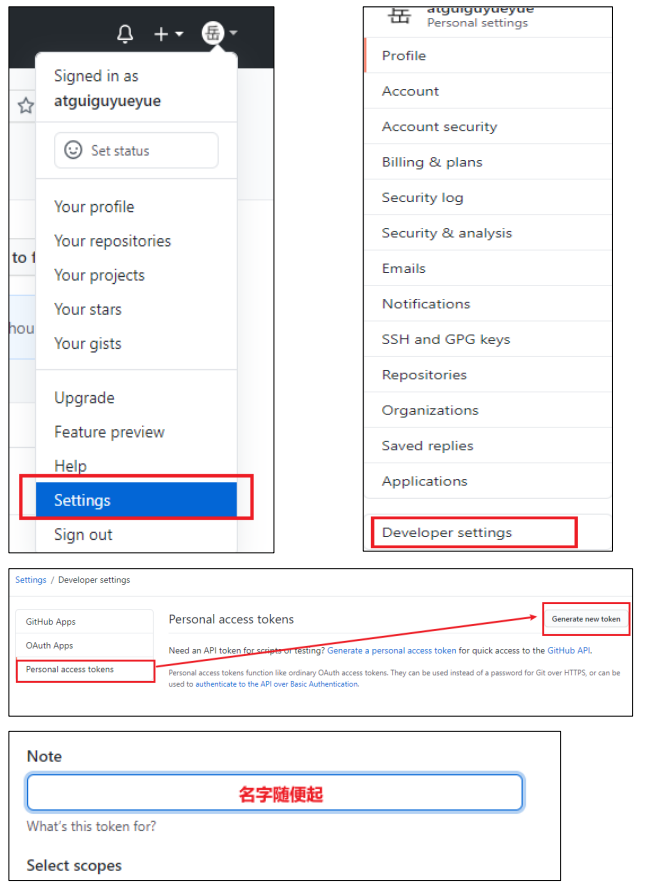 岳
Signed in as
atguiguyueyue
Set status
Your profile
Your repositories
to f
Your projects
Your stars
hou
Your gists
Upgrade
Feature preview
Help
Settings
Sign out
岳 atguiguyueyue
Personal settings
Profile
Account
Account security
Billing & plans
Security log
Security & analysis
Emails
Notifications
SSH and GPG keys
Repositories
Organizations
Saved replies
Applications
Developer settings
Settings / Developer settings
GitHub Apps
OAuth Apps
Personal access tokens
Personal access tokens
Generate new token
Need an API token for scripts or testing? Generate a personal access token for quick access to the GitHub API.
Personal access tokens function like ordinary OAuth access tokens. They can be used instead of a password for Git over HTTPS, or can be
used to authenticate to the API over Basic Authentication.
Note
名字随便起
What's this token for?
Select scopes